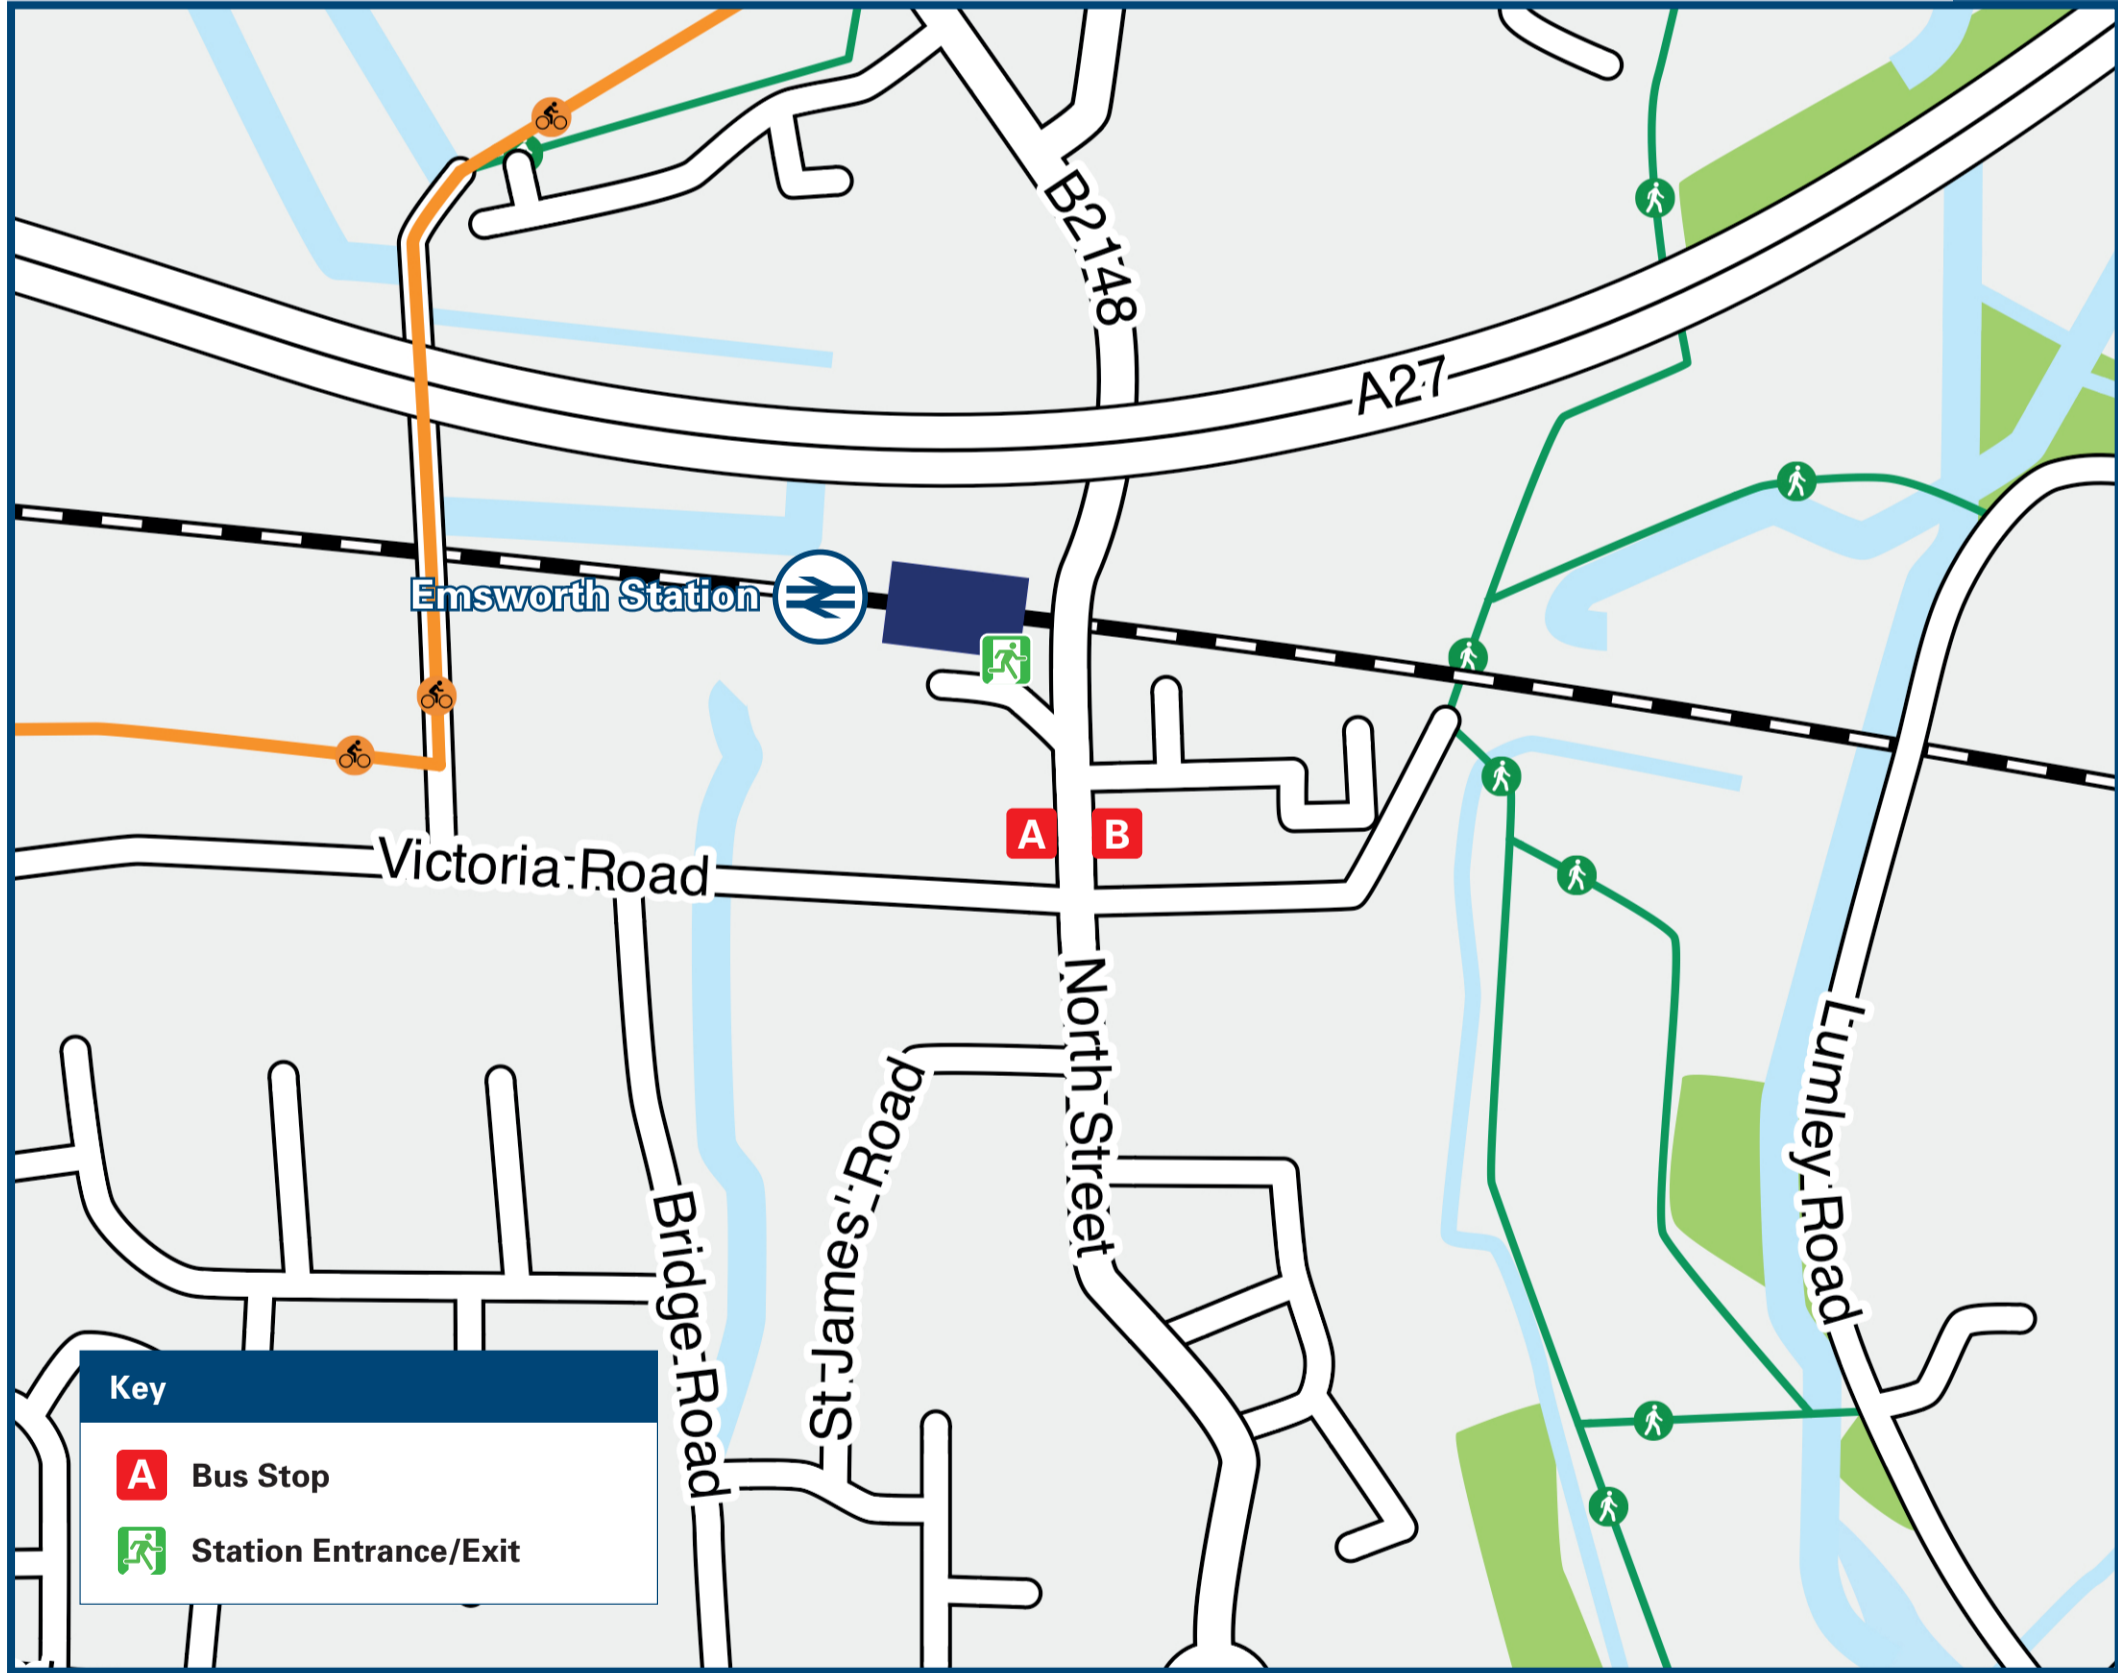 B2148
A27
Emsworth Station
A
B
Victoria Road
North Street
St James' Road
Lumley Road
Bridge Road
Key
A Bus Stop
Station Entrance/Exit